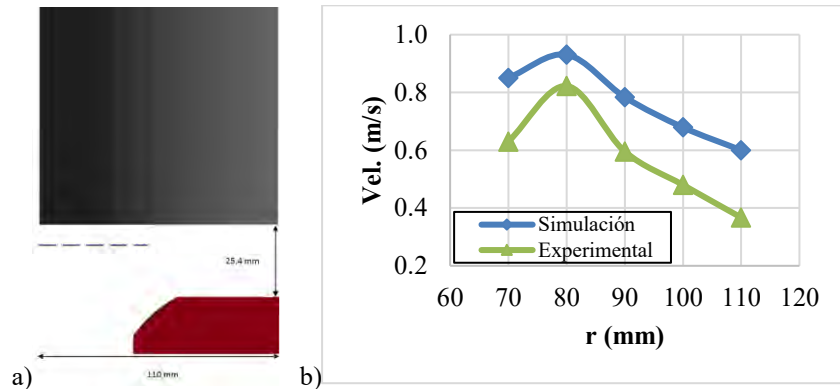 a)
25.4 mm
110 mm
b)
Vel. (m/s)
1.0
0.8
0.6
0.4
0.2
Simulación
Experimental
60 70 80 90 100 110 120
r (mm)